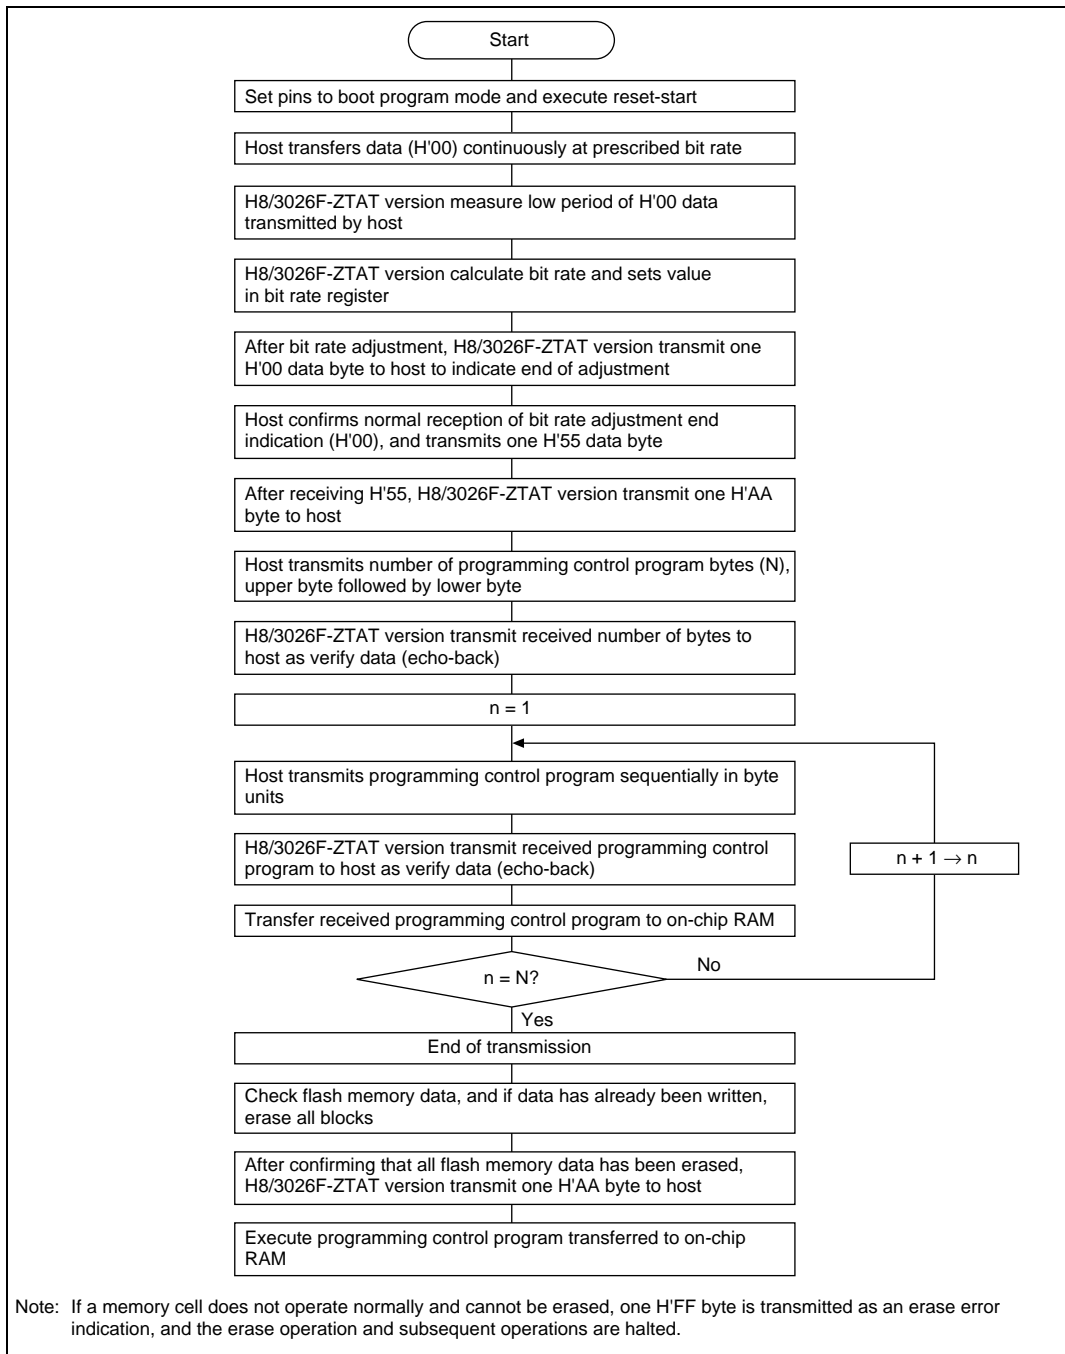 Start
Set pins to boot program mode and execute reset-start
Host transfers data (H'00) continuously at prescribed bit rate
H8/3026F-ZTAT version measure low period of H'00 data
transmitted by host
H8/3026F-ZTAT version calculate bit rate and sets value
in bit rate register
After bit rate adjustment, H8/3026F-ZTAT version transmit one
H'00 data byte to host to indicate end of adjustment
Host confirms normal reception of bit rate adjustment end
indication (H'00), and transmits one H'55 data byte
After receiving H'55, H8/3026F-ZTAT version transmit one H'AA
byte to host
Host transmits number of programming control program bytes (N),
upper byte followed by lower byte
H8/3026F-ZTAT version transmit received number of bytes to
host as verify data (echo-back)
n = 1
Host transmits programming control program sequentially in byte
units
H8/3026F-ZTAT version transmit received programming control
program to host as verify data (echo-back)
n + 1 → n
Transfer received programming control program to on-chip RAM
n = N?
No
Yes
End of transmission
Check flash memory data, and if data has already been written,
erase all blocks
After confirming that all flash memory data has been erased,
H8/3026F-ZTAT version transmit one H'AA byte to host
Execute programming control program transferred to on-chip
RAM
Note: If a memory cell does not operate normally and cannot be erased, one H'FF byte is transmitted as an erase error
indication, and the erase operation and subsequent operations are halted.